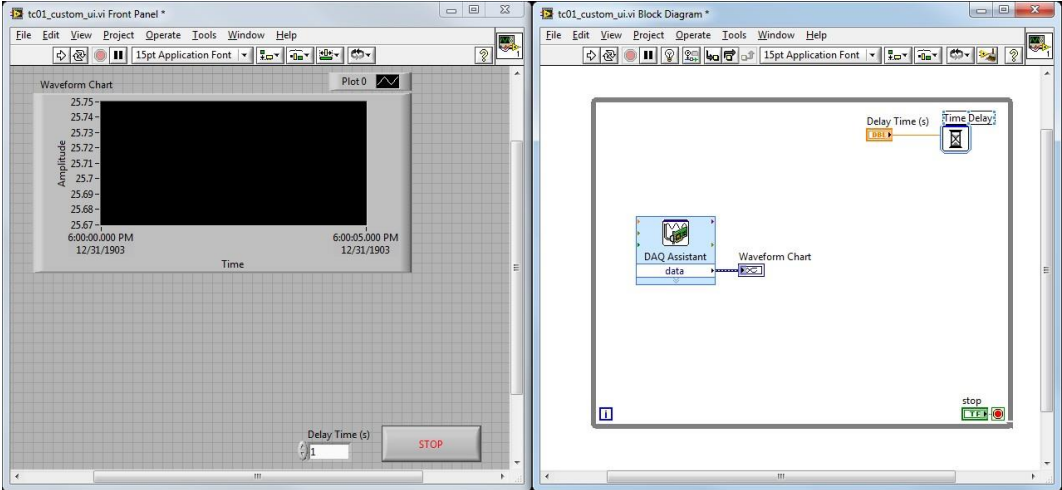 tc01_custom_ui.vi Front Panel *
File Edit View Project Operate Tools Window Help
15pt Application Font
Waveform Chart
Plot 0
25.75
25.74
25.73
25.72
25.71
25.7
25.69
25.68
25.67
Amplitude
6:00:00.000 PM
12/31/1903
6:00:05.000 PM
12/31/1903
Time
Delay Time (s)
1
STOP
tc01_custom_ui.vi Block Diagram *
File Edit View Project Operate Tools Window Help
15pt Application Font
Delay Time (s)
DBL
Time Delay
DAQ Assistant
data
Waveform Chart
i
stop
TF